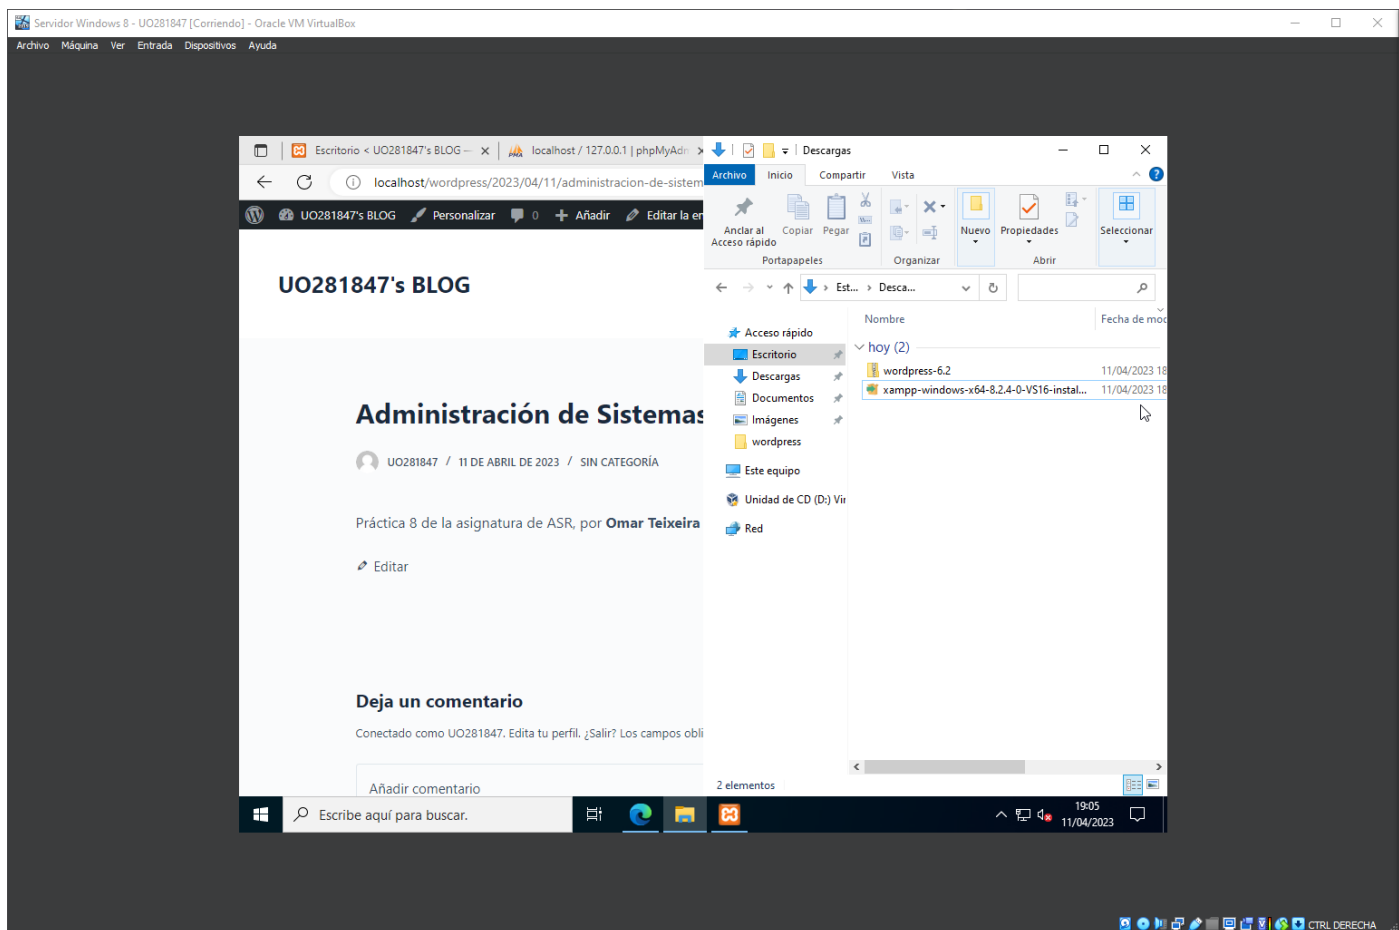 Servidor Windows 8 - UO281847 [Corriendo] - Oracle VM VirtualBox
Archivo Máquina Ver Entrada Dispositivos Ayuda
Escritorio < UO281847's BLOG —
localhost / 127.0.0.1 | phpMyAdn
localhost/wordpress/2023/04/11/administracion-de-sistem
UO281847's BLOG Personalizar 0 Añadir Editar la en
UO281847's BLOG
Administración de Sistemas
UO281847 / 11 DE ABRIL DE 2023 / SIN CATEGORÍA
Práctica 8 de la asignatura de ASR, por Omar Teixeira
Editar
Deja un comentario
Conectado como UO281847. Edita tu perfil. ¿Salir? Los campos obli
Añadir comentario
Descargas
Archivo Inicio Compartir Vista
Anclar al Acceso rápido
Copiar
Pegar
Nuevo
Propiedades
Seleccionar
Portapapeles
Organizar
Abrir
Est... > Desca...
Nombre
Fecha de mod
Acceso rápido
Escritorio
Descargas
Documentos
Imágenes
wordpress
Este equipo
Unidad de CD (D:) Vir
Red
hoy (2)
wordpress-6.2 11/04/2023 18
xampp-windows-x64-8.2.4-0-VS16-instal... 11/04/2023 18
2 elementos
Escribe aquí para buscar.
19:05
11/04/2023
CTRL DERECHA